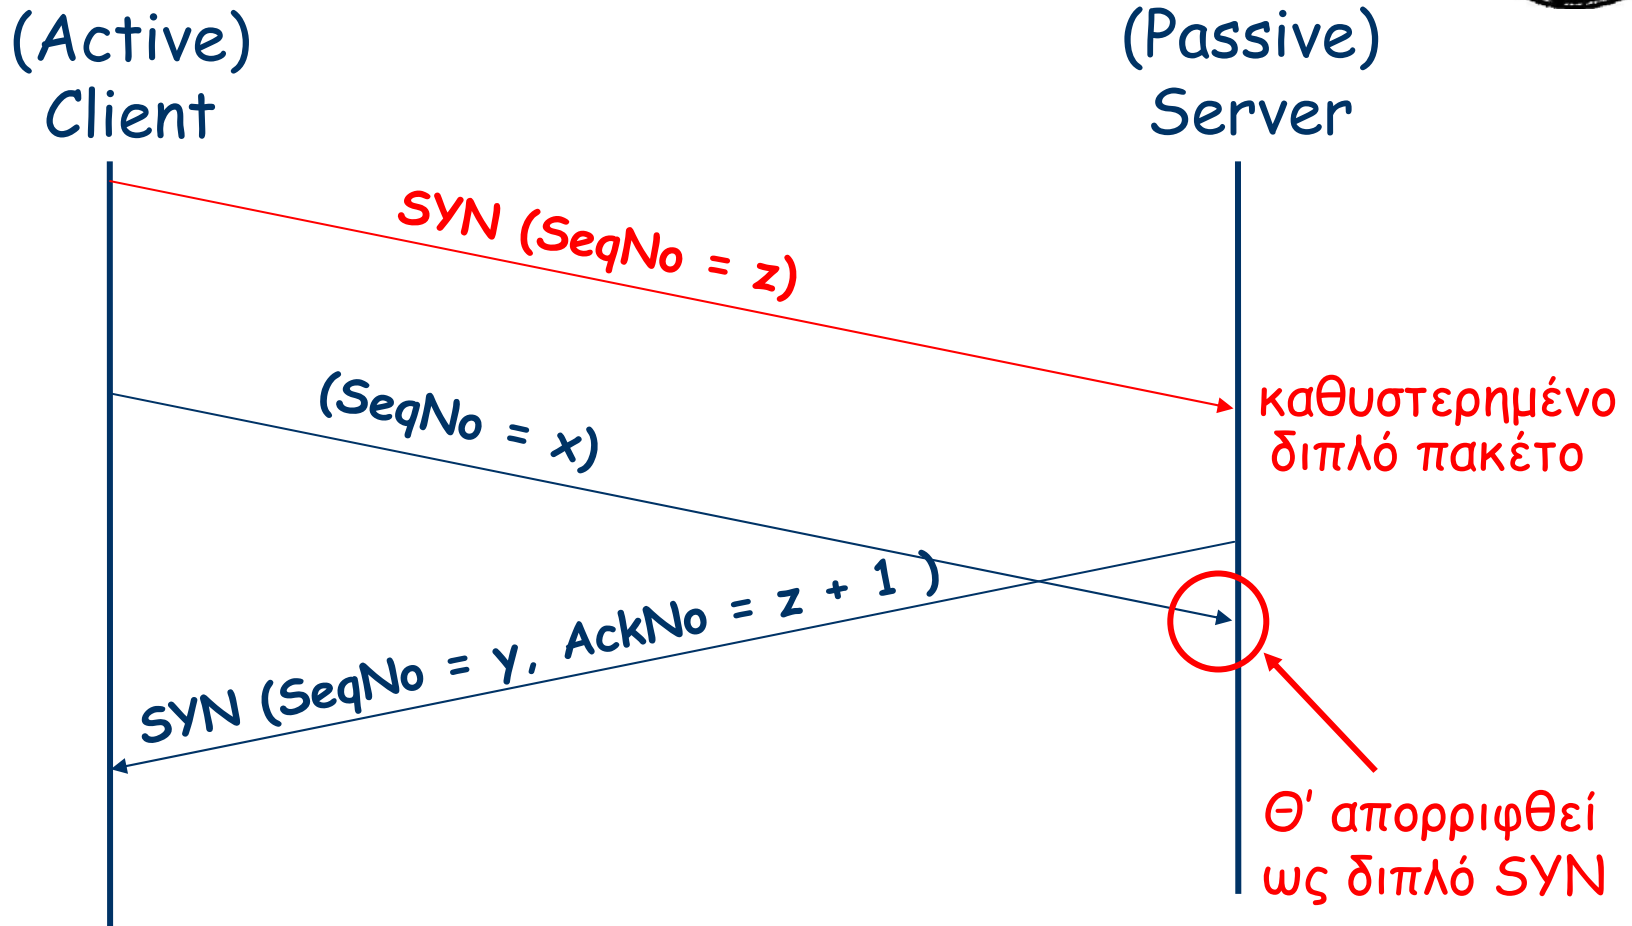 (Active)
Client
(Passive)
Server
SYN (SeqNo = z)
(SeqNo = x)
καθυστερημένο
διπλό πακέτο
SYN (SeqNo = y, AckNo = z + 1 )
Θ' απορριφθεί
ως διπλό SYN